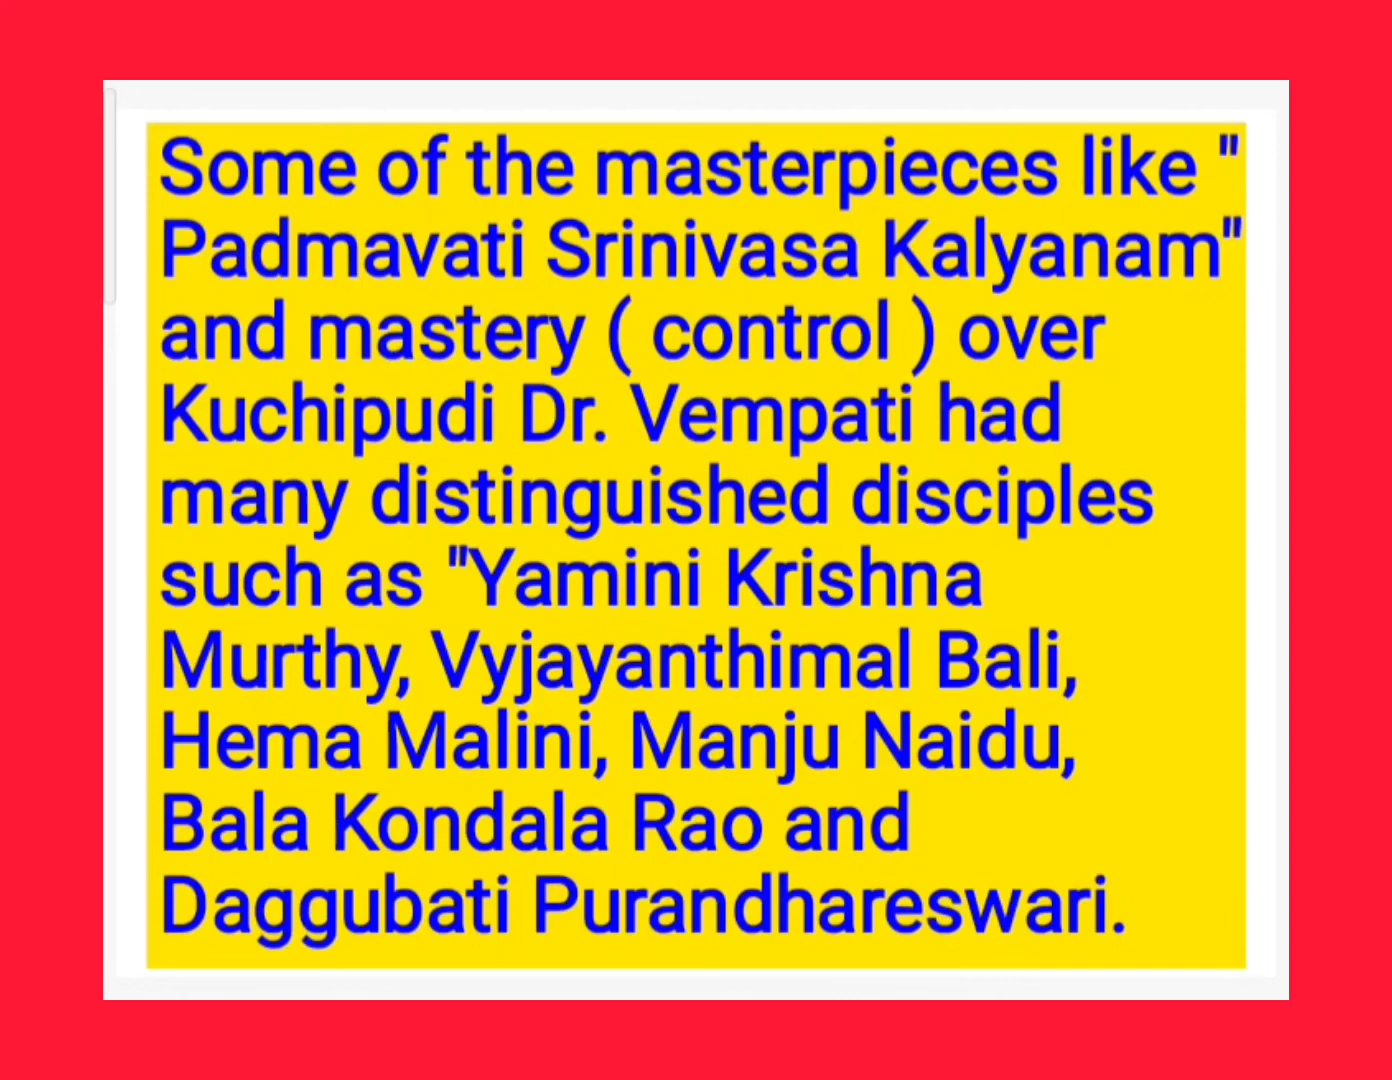 Some of the masterpieces like "
Padmavati Srinivasa Kalyanam"
and mastery ( control ) over
Kuchipudi Dr. Vempati had
many distinguished disciples
such as "Yamini Krishna
Murthy, Vyjayanthimal Bali,
Hema Malini, Manju Naidu,
Bala Kondala Rao and
Daggubati Purandhareswari.